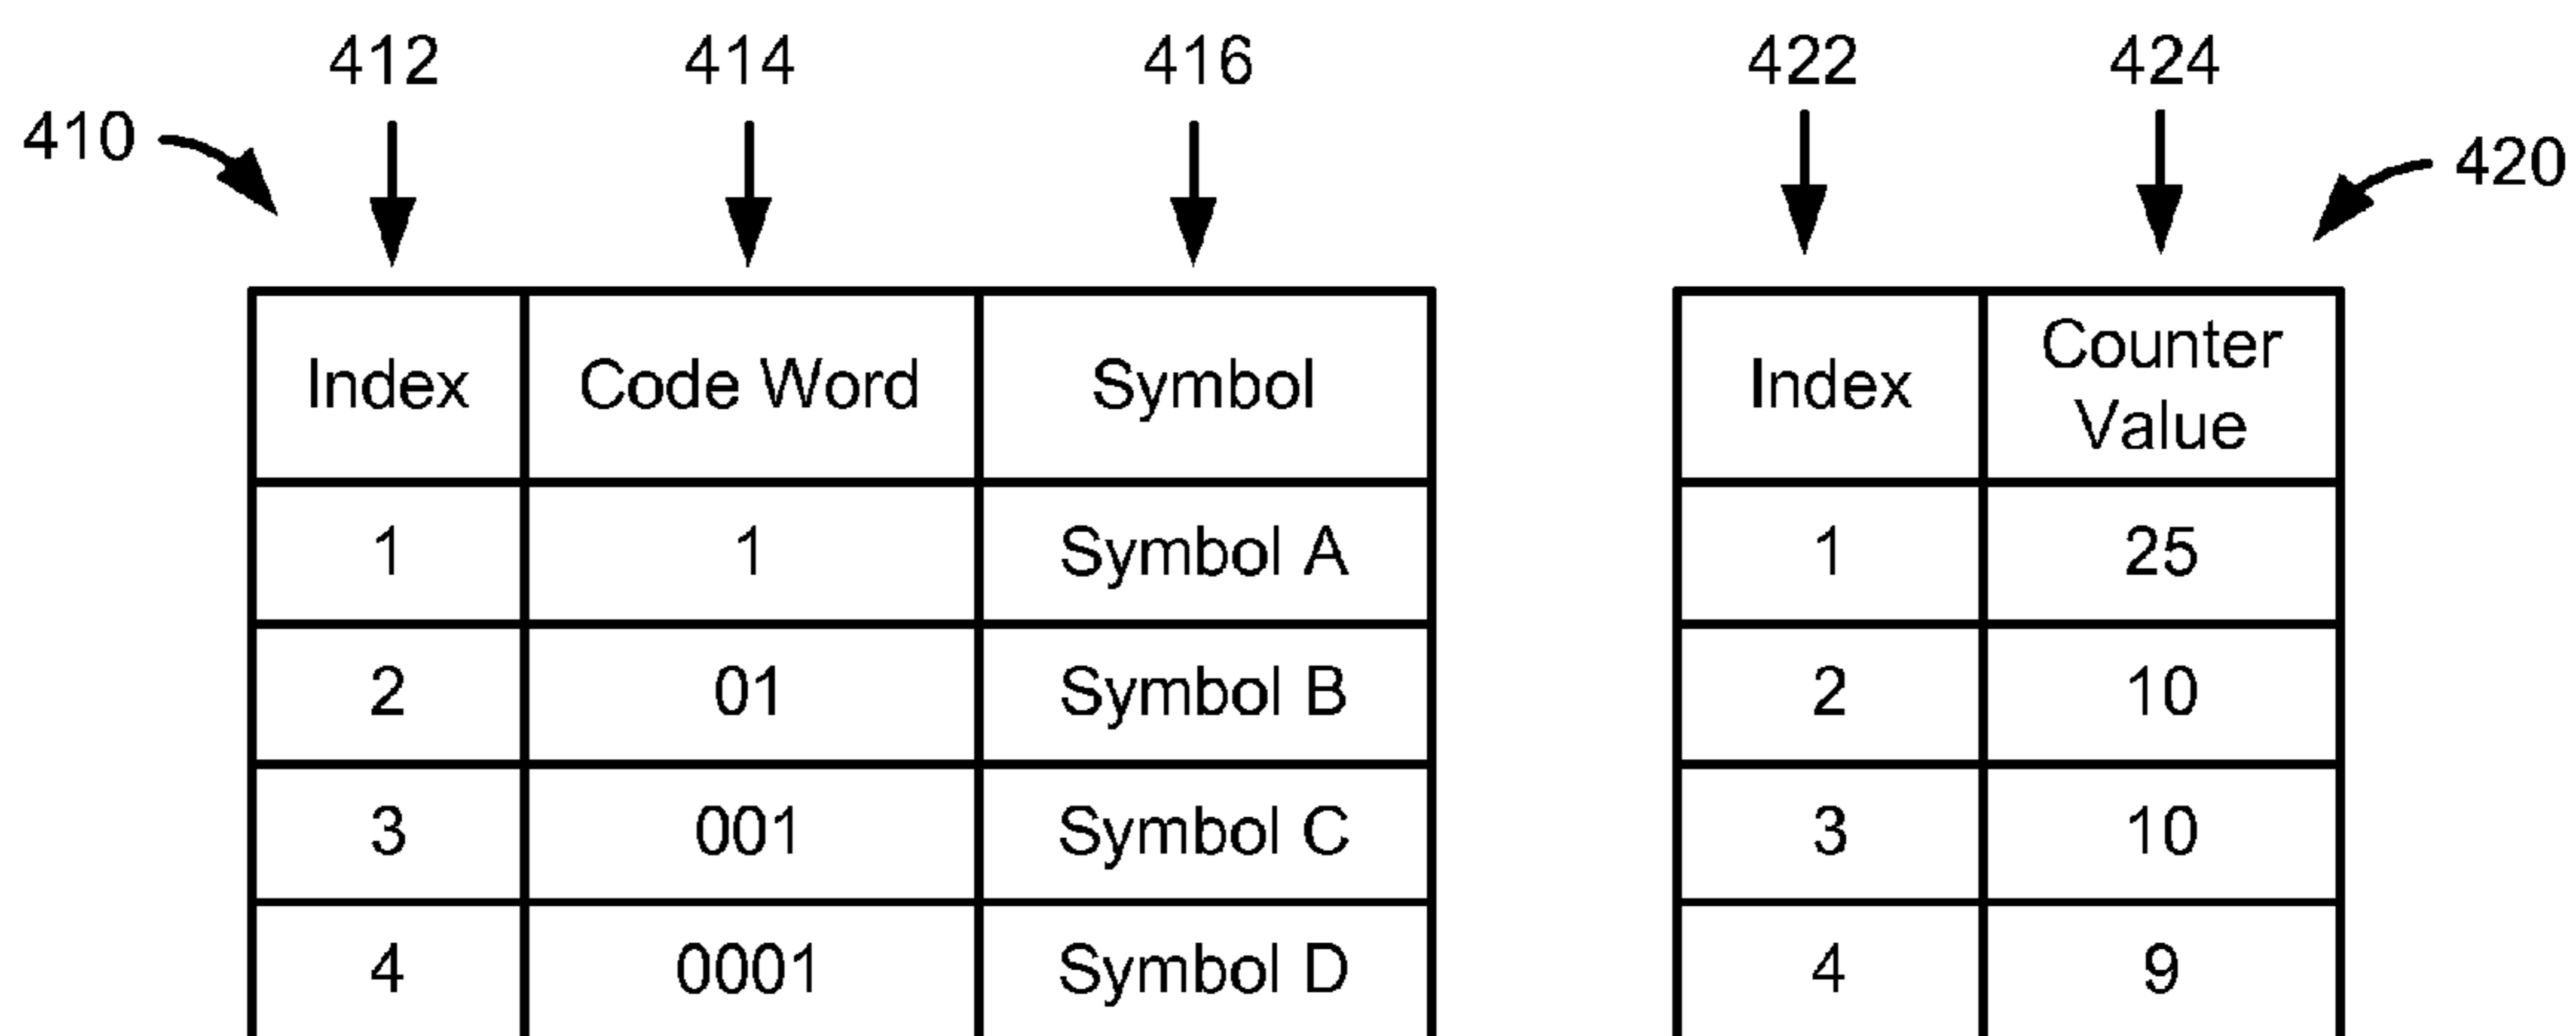 412 414 416 422 424
410 420
Index Code Word Symbol Index Counter Value
1 1 Symbol A 1 25
2 01 Symbol B 2 10
3 001 Symbol C 3 10
4 0001 Symbol D 4 9